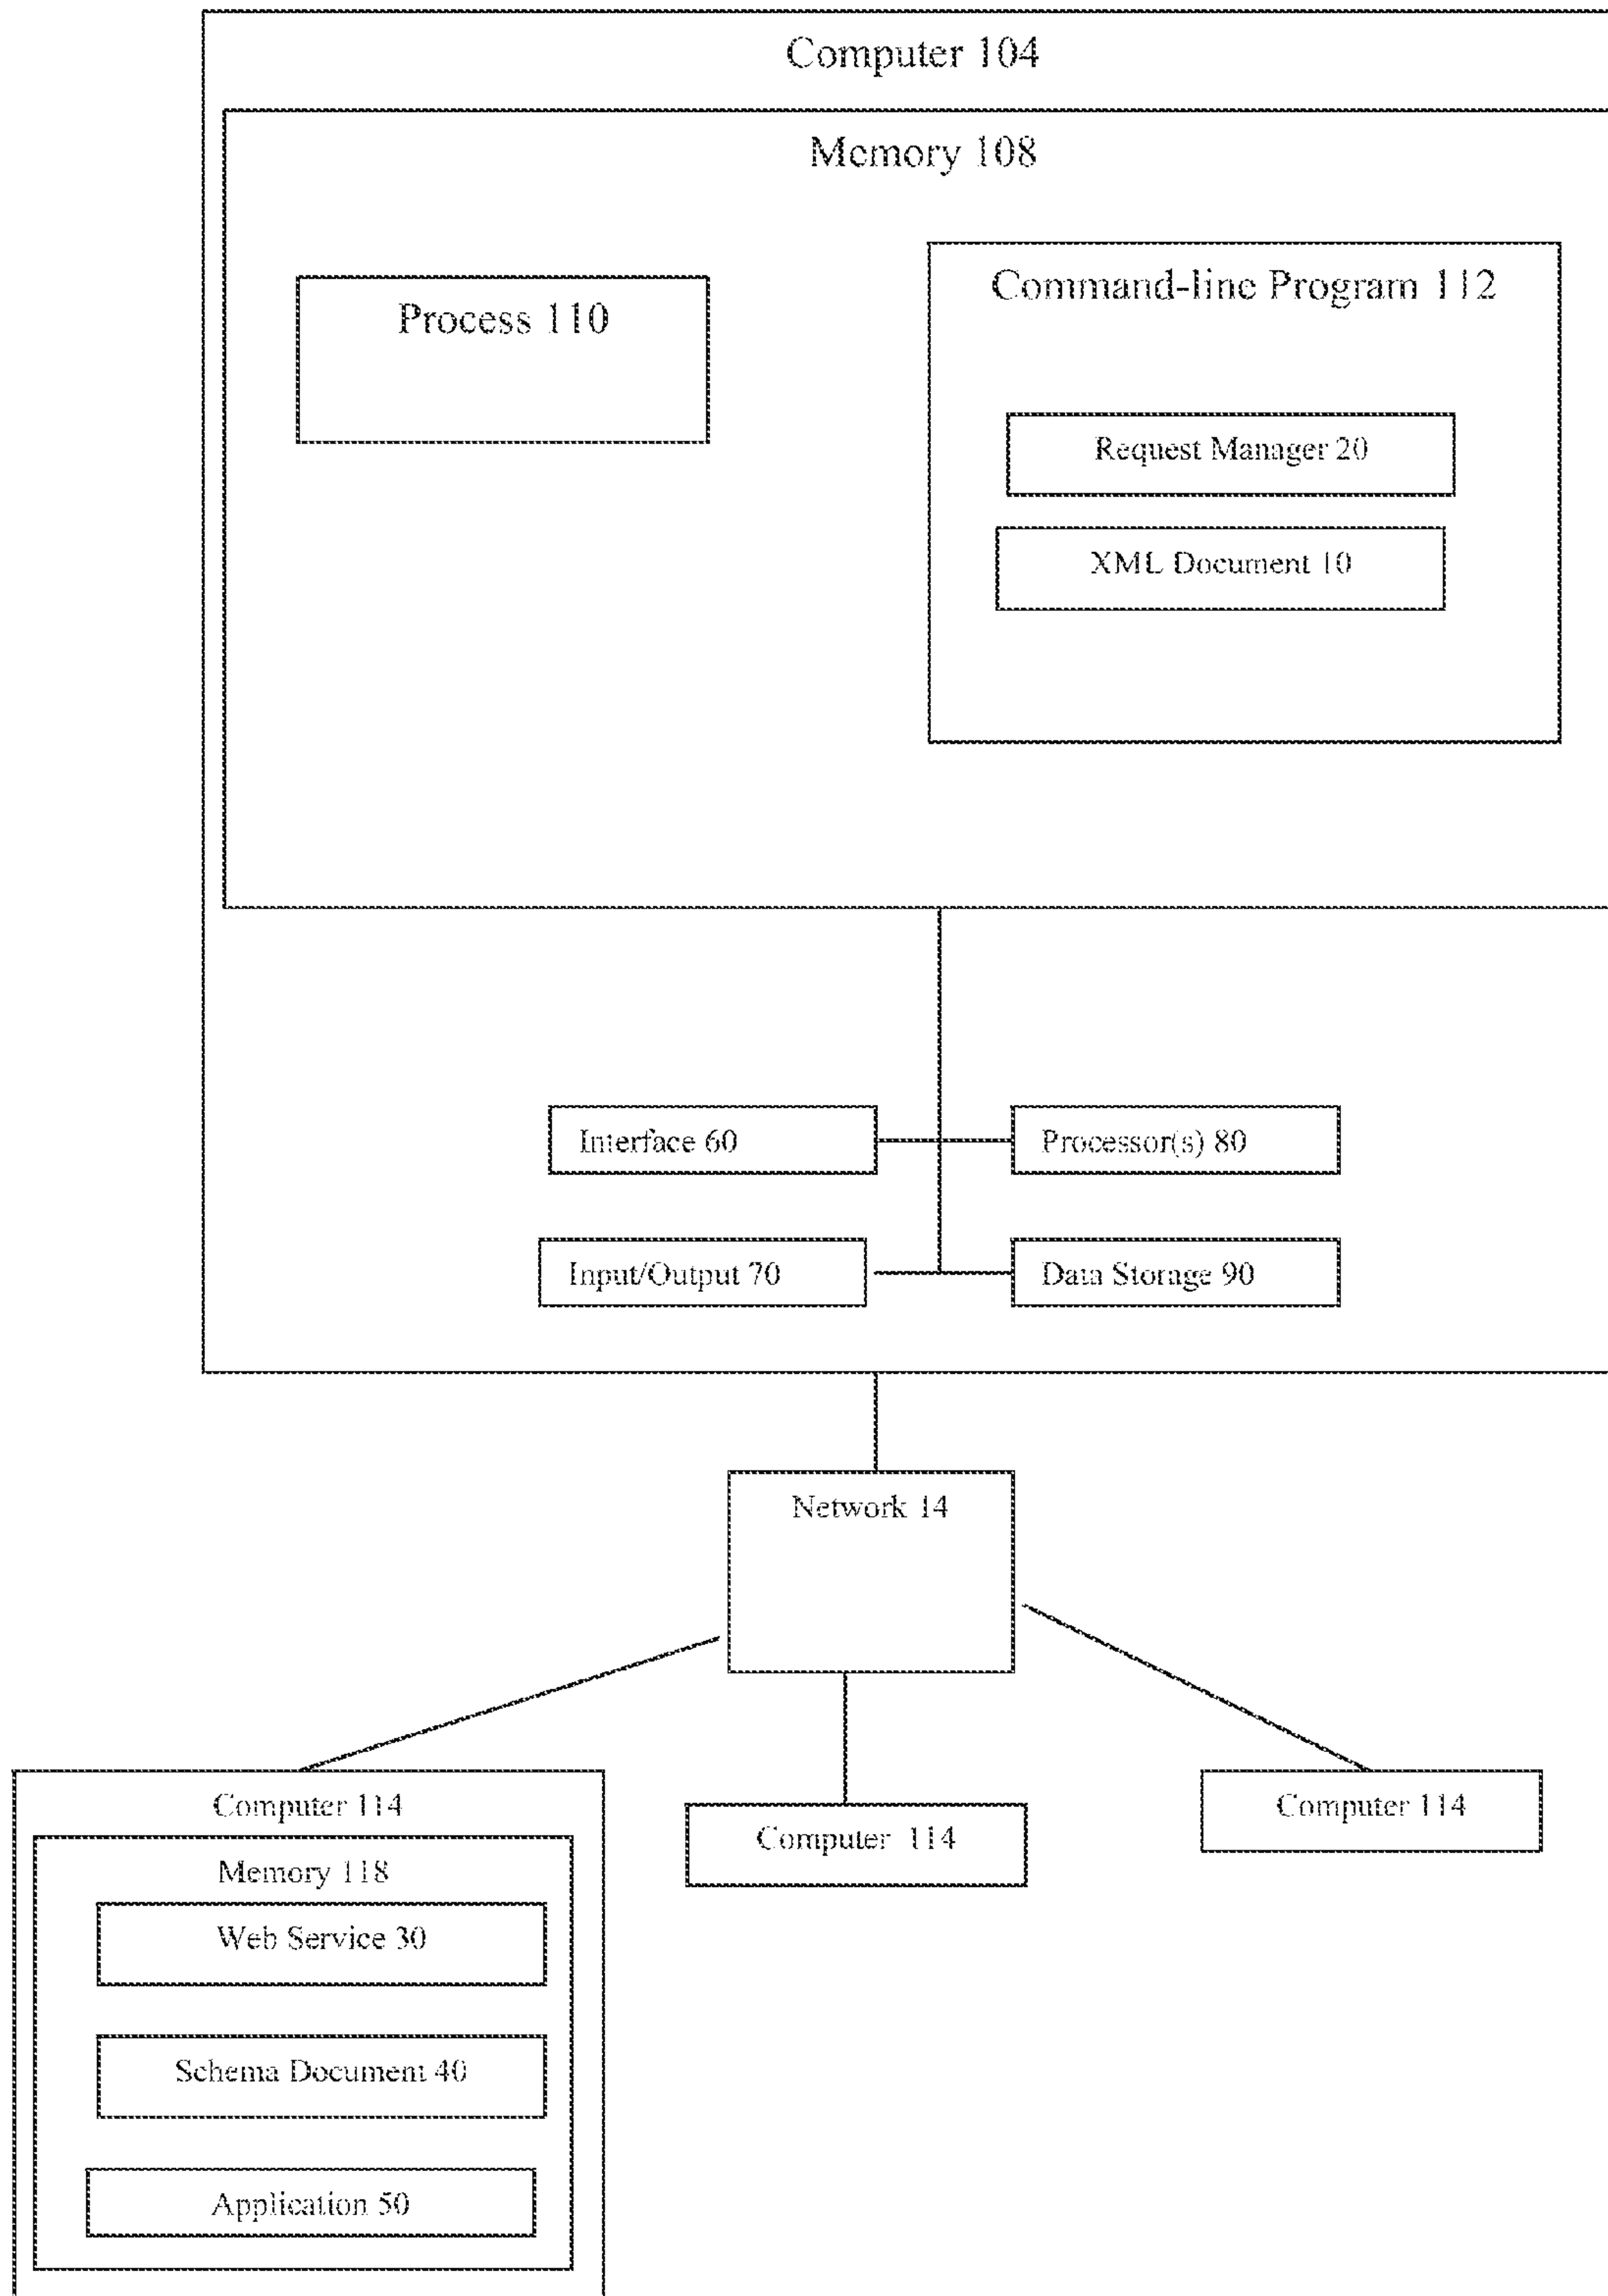 Computer 104
Memory 108
Process 110
Command-line Program 112
Request Manager 20
XML Document 10
Interface 60
Processor(s) 80
Input/Output 70
Data Storage 90
Network 14
Computer 114
Memory 118
Web Service 30
Schema Document 40
Application 50
Computer 114
Computer 114